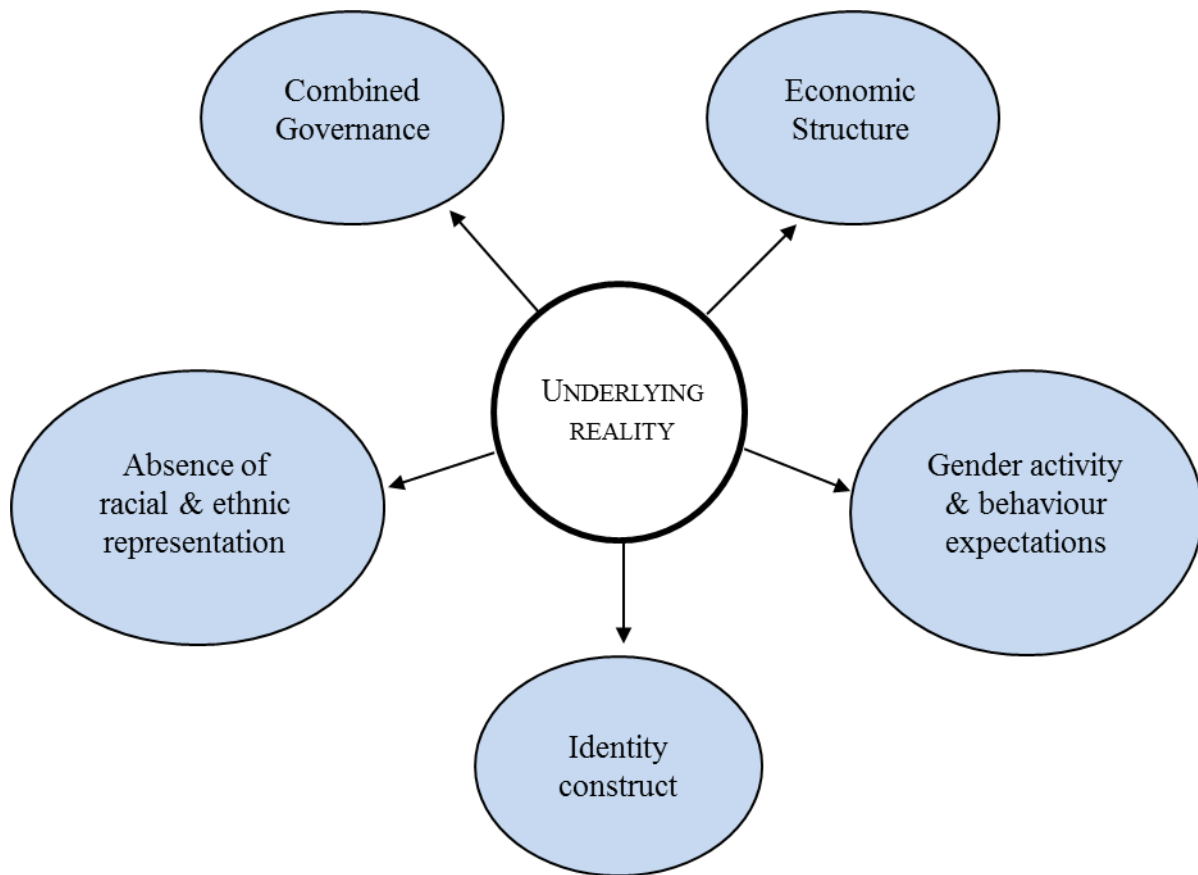 Combined
Governance
Economic
Structure
UNDERLYING
REALITY
Absence of
racial & ethnic
representation
Gender activity
& behaviour
expectations
Identity
construct